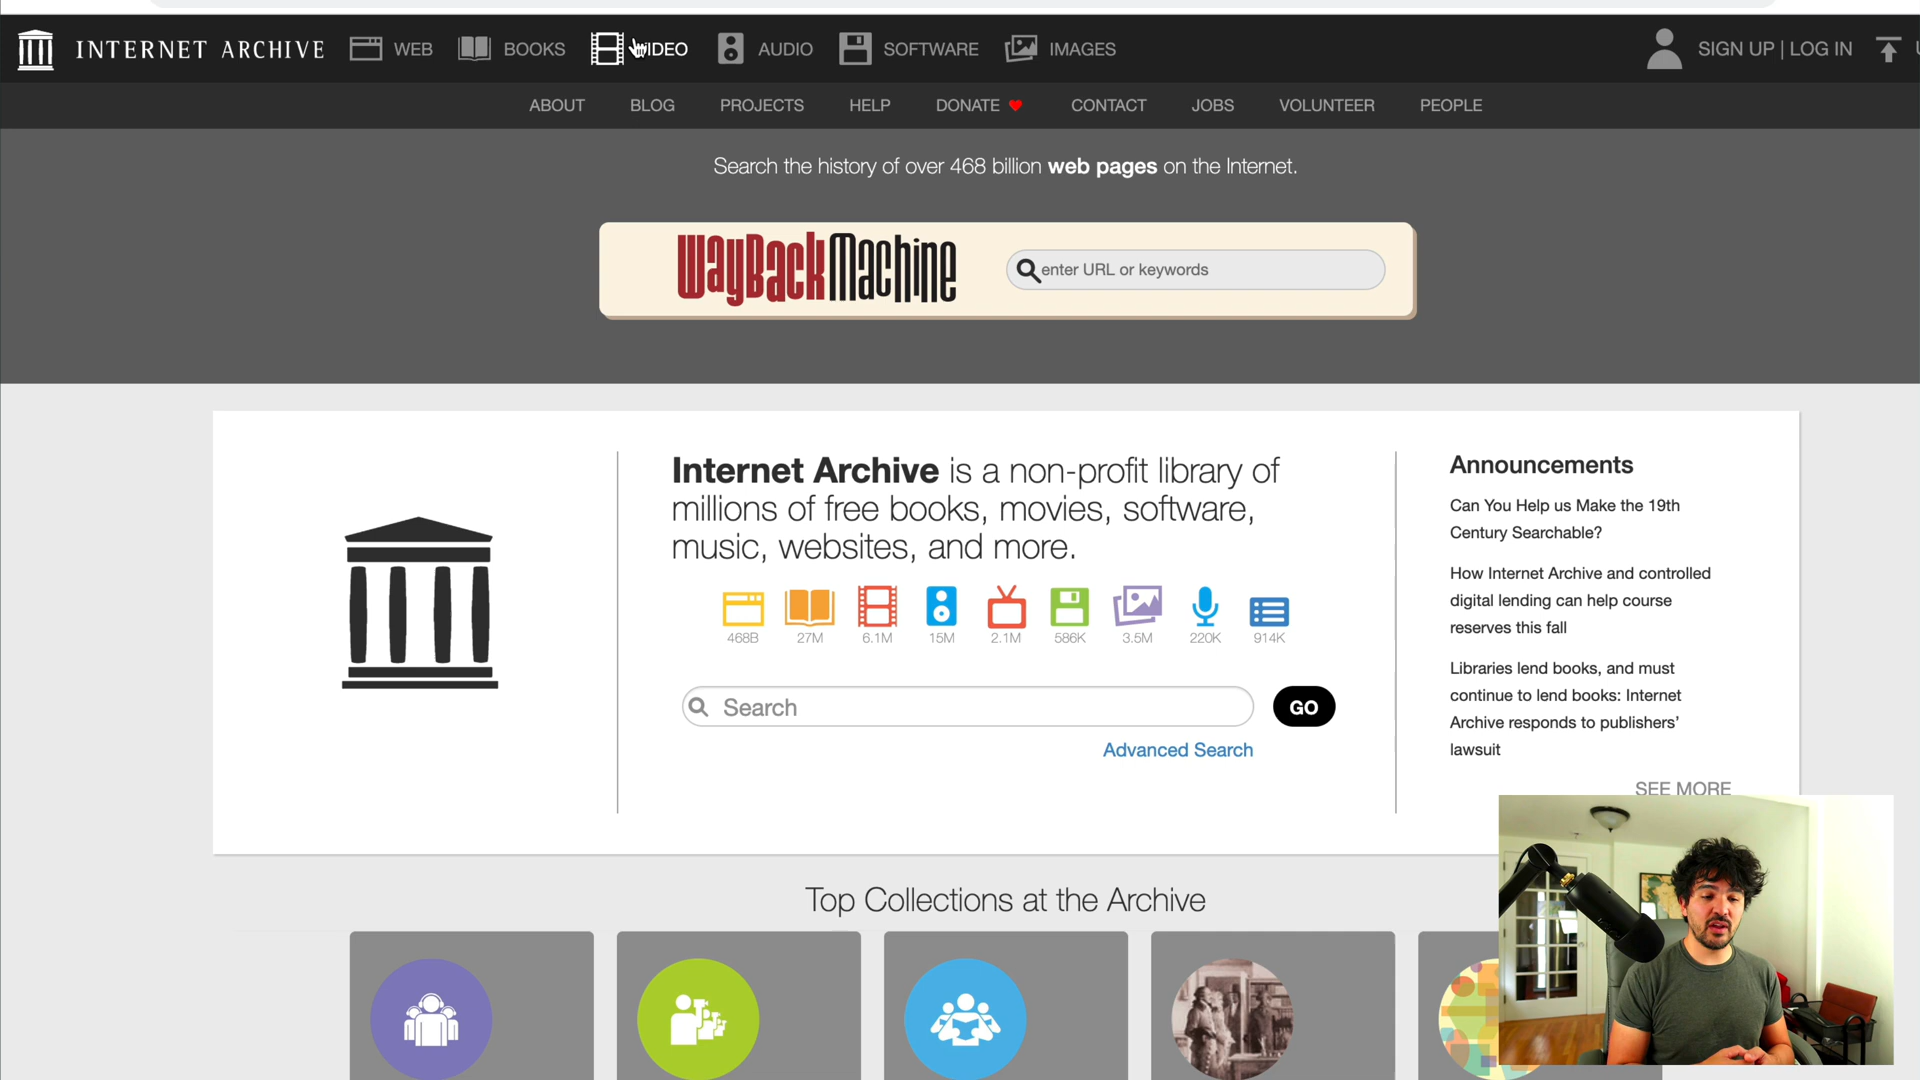 INTERNET ARCHIVE WEB BOOKS VIDEO AUDIO SOFTWARE IMAGES SIGN UP | LOG IN
ABOUT BLOG PROJECTS HELP DONATE CONTACT JOBS VOLUNTEER PEOPLE
Search the history of over 468 billion web pages on the Internet.
WayBackMachine
enter URL or keywords
Internet Archive is a non-profit library of
millions of free books, movies, software,
music, websites, and more.
468B 27M 6.1M 15M 2.1M 586K 3.5M 220K 914K
Search
GO
Advanced Search
Announcements
Can You Help us Make the 19th
Century Searchable?
How Internet Archive and controlled
digital lending can help course
reserves this fall
Libraries lend books, and must
continue to lend books: Internet
Archive responds to publishers'
lawsuit
SEE MORE
Top Collections at the Archive